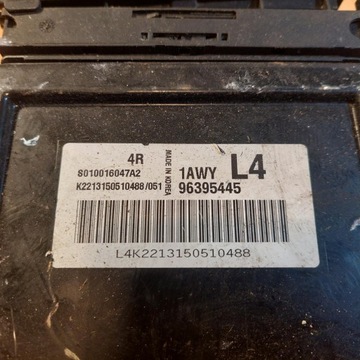 4R
S010016047A2
K2213150510488/051
MADE IN KOREA
1AWY L4
96395445
L4K2213150510488